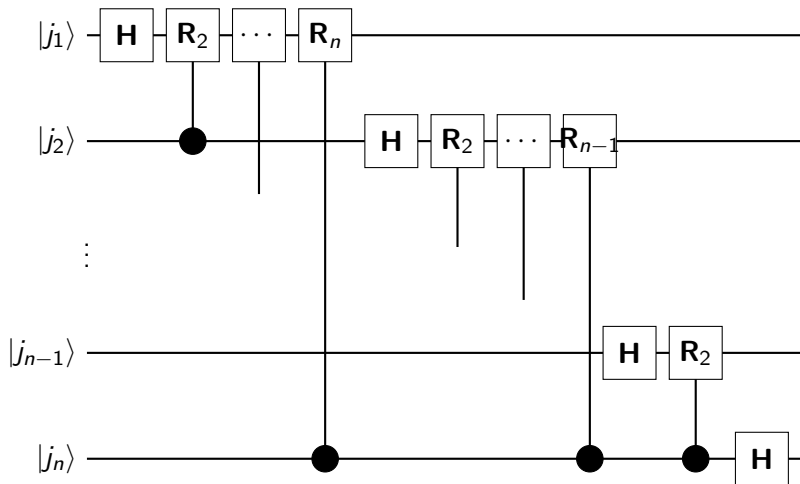 |j₁⟩ H R₂ ⋯ Rₙ
|j₂⟩ H R₂ ⋯ Rₙ₋₁
⋮
|jₙ₋₁⟩ H R₂
|jₙ⟩ H